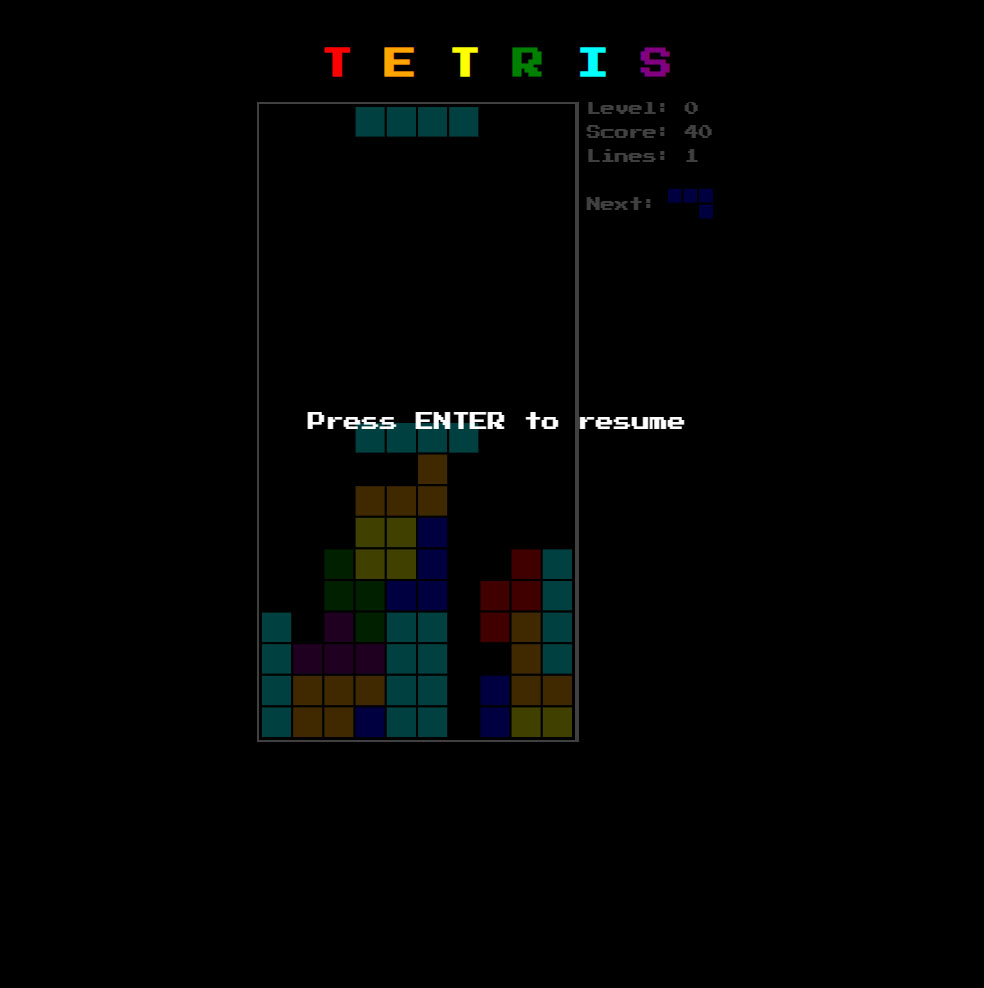 T E T R I S
Level: 0
Score: 40
Lines: 1
Next:
Press ENTER to resume